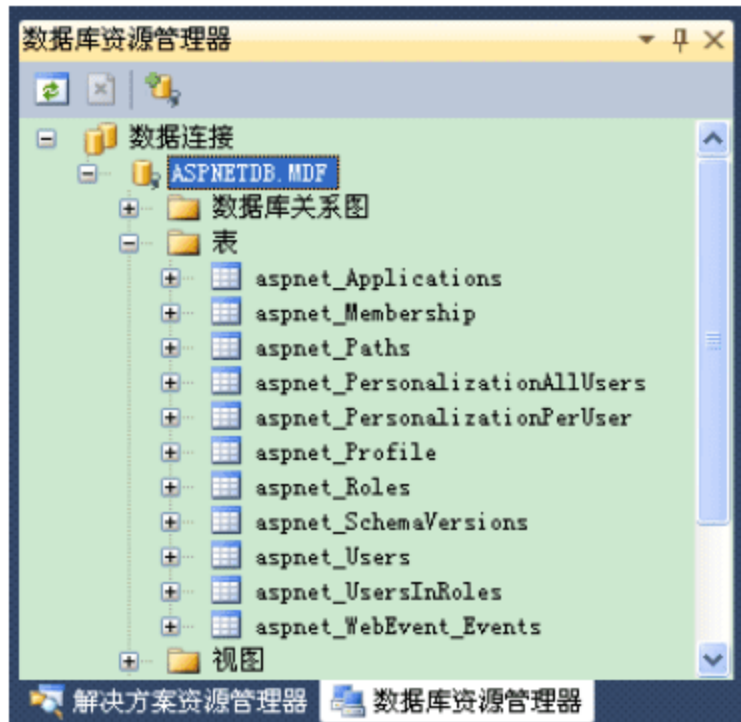 数据库资源管理器
数据连接
ASPNETDB.MDF
数据库关系图
表
aspnet_Applications
aspnet_Membership
aspnet_Paths
aspnet_PersonalizationAllUsers
aspnet_PersonalizationPerUser
aspnet_Profile
aspnet_Roles
aspnet_SchemaVersions
aspnet_Users
aspnet_UsersInRoles
aspnet_WebEvent_Events
视图
解决方案资源管理器 数据库资源管理器